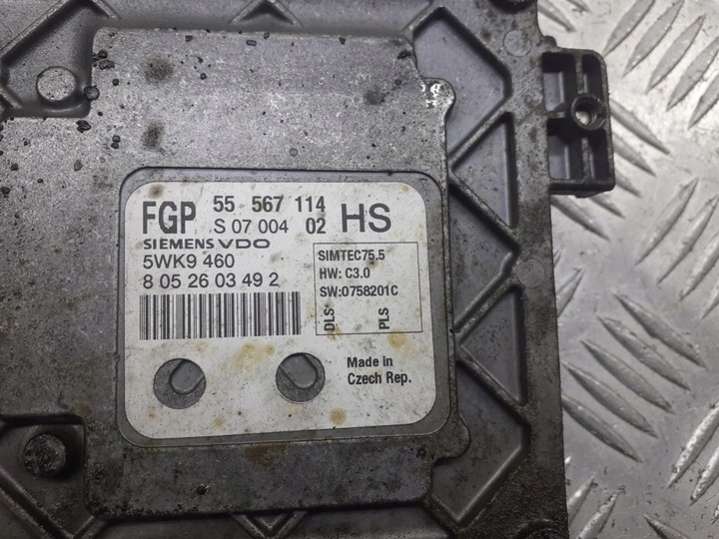 FGP 55 567 114 HS
S 07 004 02
SIEMENS VDO
5WK9 460
8 05 26 03 49 2
SIMTEC75.5
HW: C3.0
SW:0758201C
DLS
PLS
Made in
Czech Rep.